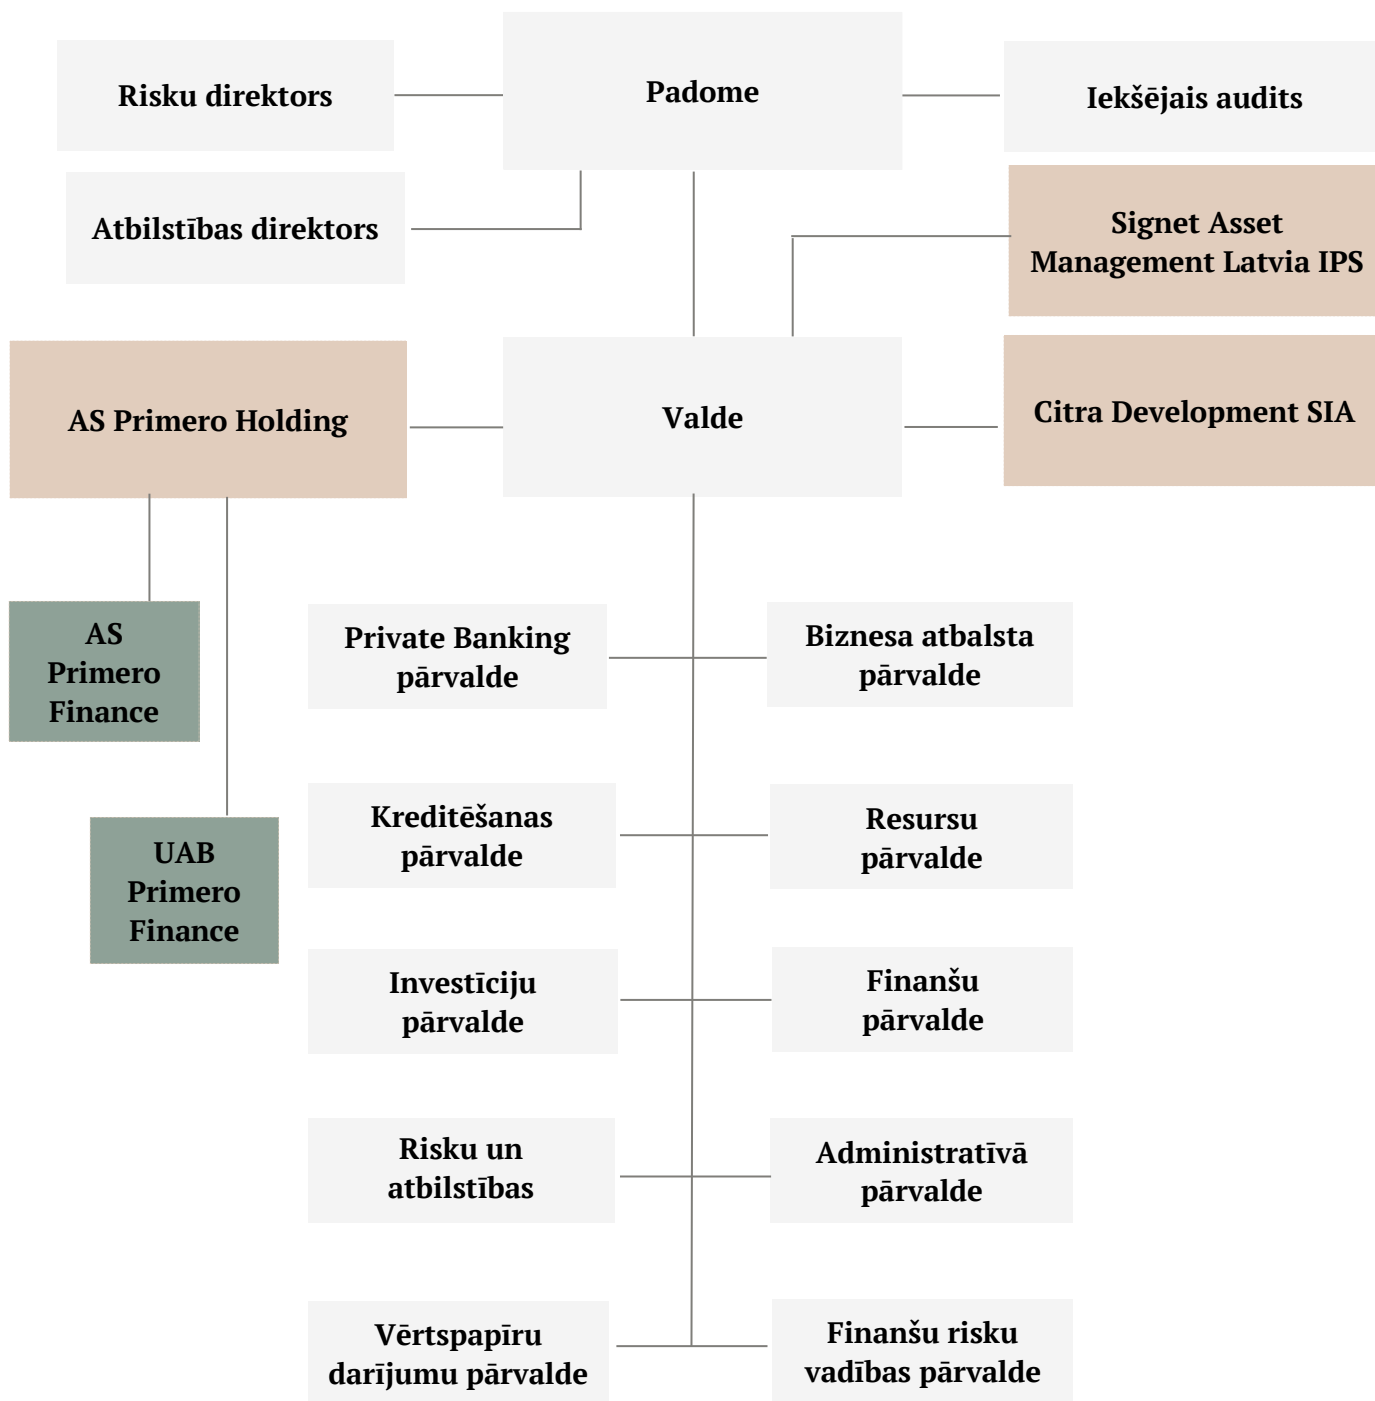 Padome
Risku direktors
Iekšējais audits
Atbilstības direktors
Signet Asset
Management Latvia IPS
AS Primero Holding
Valde
Citra Development SIA
AS
Primero
Finance
Private Banking
pārvalde
Biznesa atbalsta
pārvalde
Kreditēšanas
pārvalde
Resursu
pārvalde
UAB
Primero
Finance
Investīciju
pārvalde
Finanšu
pārvalde
Risku un
atbilstības
Administratīvā
pārvalde
Vērtspapīru
darījumu pārvalde
Finanšu risku
vadības pārvalde